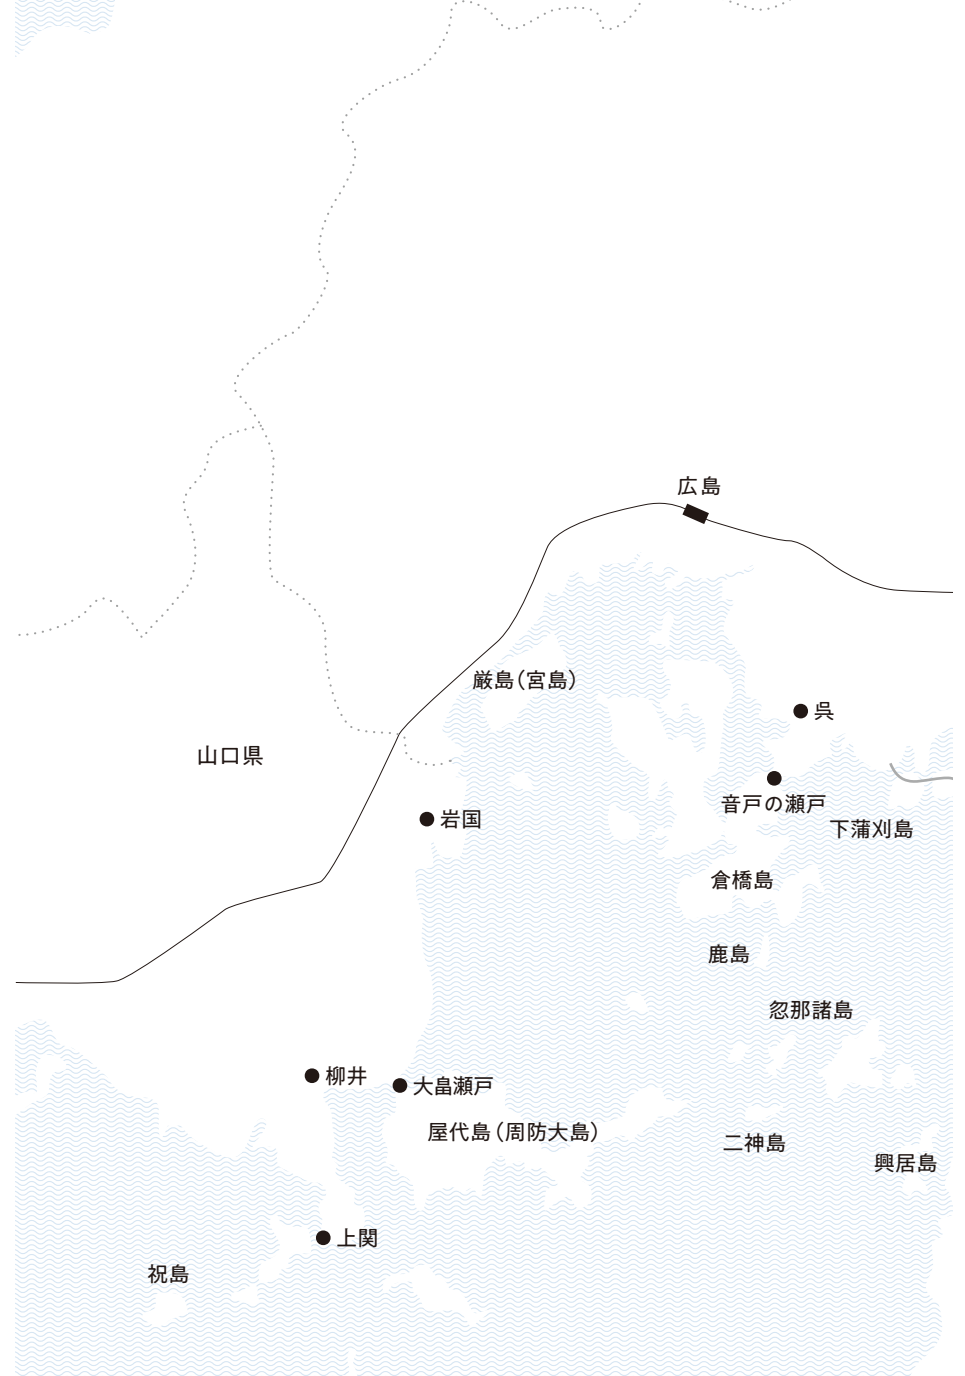 広島
厳島（宮島）
呉
山口県
音戸の瀬戸
岩国
下蒲刈島
倉橋島
鹿島
忽那諸島
柳井
大畠瀬戸
屋代島（周防大島）
二神島
興居島
上関
祝島